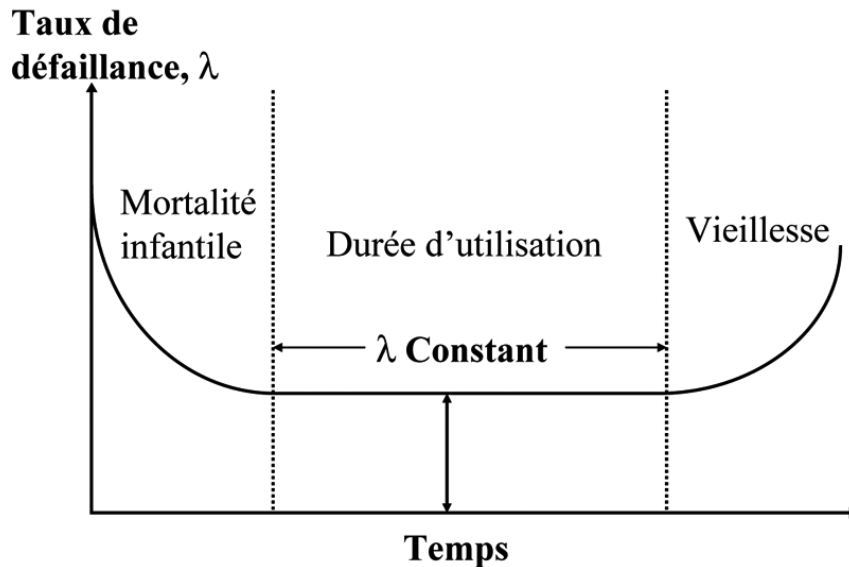 Taux de
défaillance, λ
Mortalité
infantile
Durée d’utilisation
Vieillesse
λ Constant
Temps